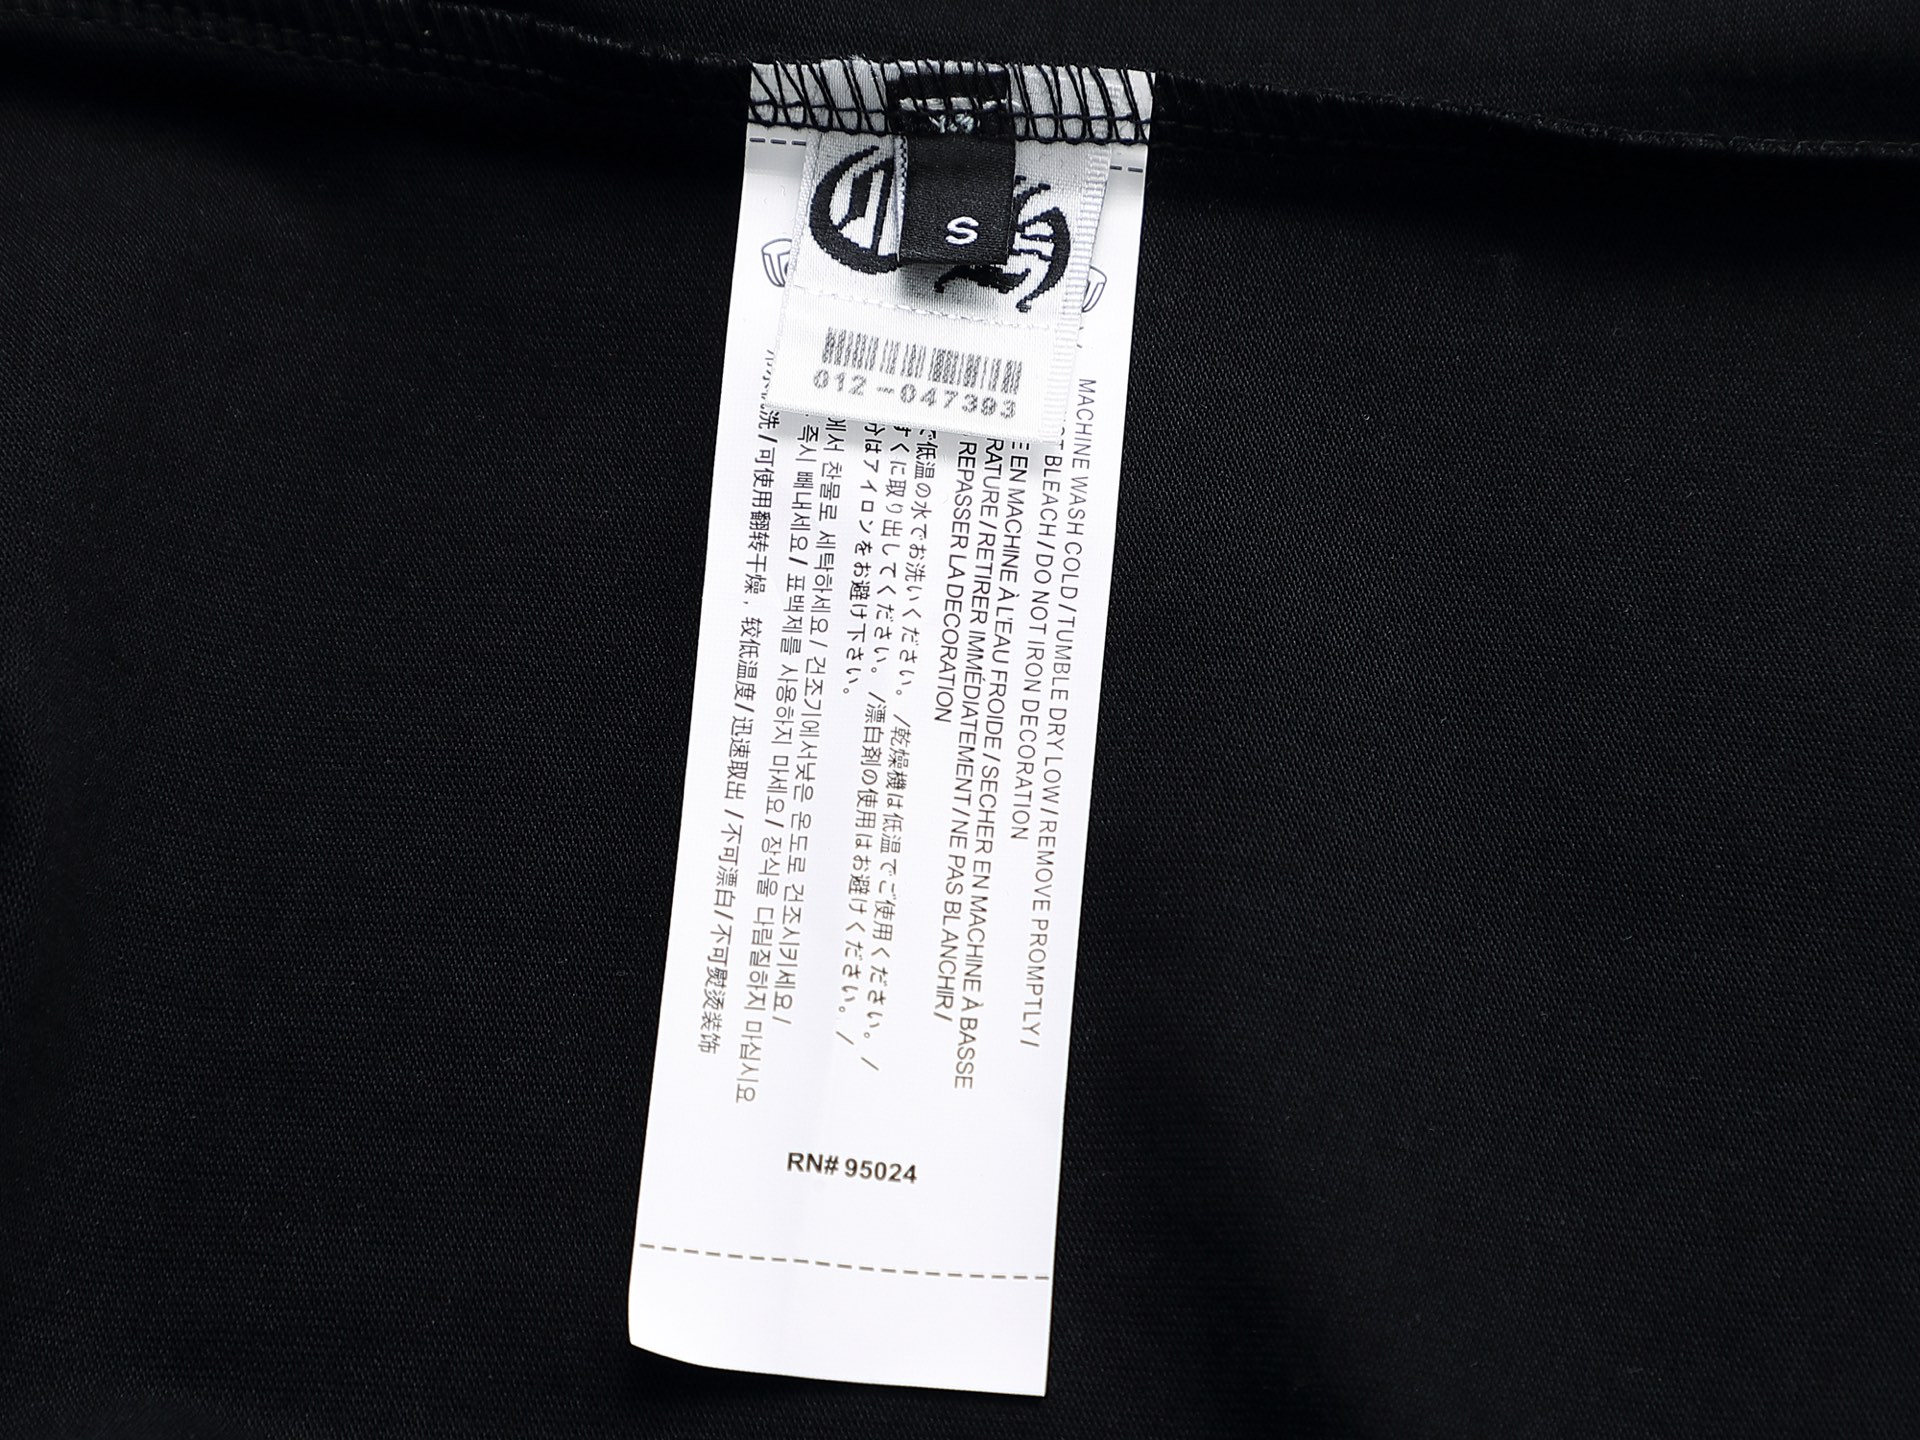 S
012-047393
MACHINE WASH COLD/TUMBLE DRY LOW/REMOVE PROMPTLY/
BLEACH/DO NOT IRON DECORATION
EN MACHINE À L'EAU FROIDE/SECHER EN MACHINE À BASSE
RATURE/RETIRER IMMÉDIATEMENT/NE PAS BLANCHIR/
REPASSER LA DECORATION
低温の水でお洗いください。/乾燥機は低温でご使用ください。/
すぐに取り出してください。/漂白剤の使用はお避けください。/
分はアイロンをお避け下さい。
에서 찬물로 세탁하세요/건조기에서낮은 온도로 건조시키세요/
즉시 빼내세요/표백제를 사용하지 마세요/장식을 다림질하지 마십시요
洗/可使用翻转干燥，较低温度/迅速取出/不可漂白/不可熨烫装饰
RN# 95024